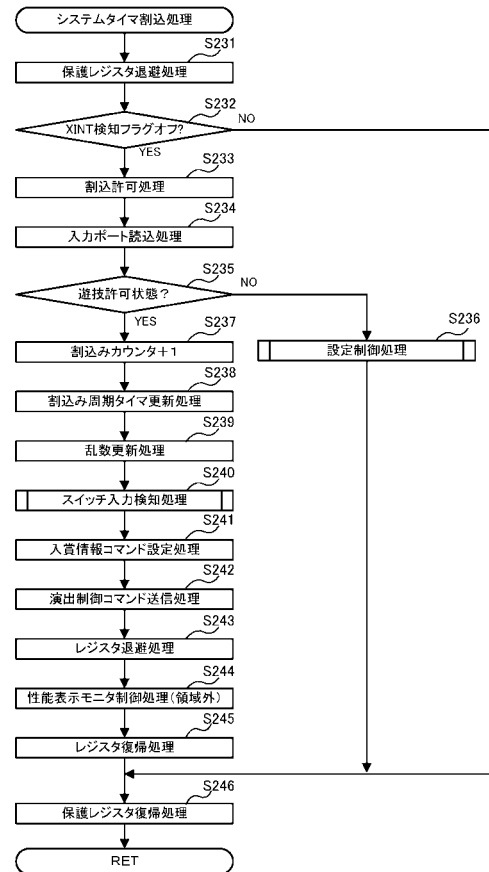 システムタイマ割込処理
S231
保護レジスタ退避処理
S232
XINT検知フラグオフ?
NO
YES
S233
割込許可処理
S234
入力ポート読込処理
S235
遊技許可状態？
NO
YES
S236
設定制御処理
S237
割込みカウンタ+1
S238
割込み周期タイマ更新処理
S239
乱数更新処理
S240
スイッチ入力検知処理
S241
入賞情報コマンド設定処理
S242
演出制御コマンド送信処理
S243
レジスタ退避処理
S244
性能表示モニタ制御処理(領域外)
S245
レジスタ復帰処理
S246
保護レジスタ復帰処理
RET